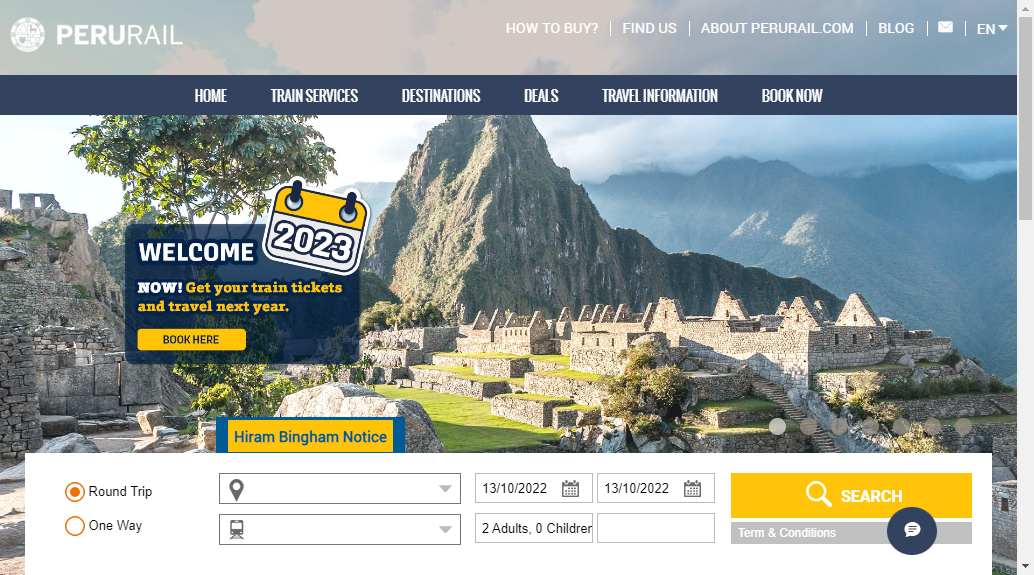 PERURAIL
HOW TO BUY?
FIND US
ABOUT PERURAIL.COM
BLOG
EN
HOME
TRAIN SERVICES
DESTINATIONS
DEALS
TRAVEL INFORMATION
BOOK NOW
2023
WELCOME
NOW! Get your train tickets
and travel next year.
BOOK HERE
Hiram Bingham Notice
Round Trip
13/10/2022
13/10/2022
SEARCH
One Way
2 Adults, 0 Children
Term & Conditions